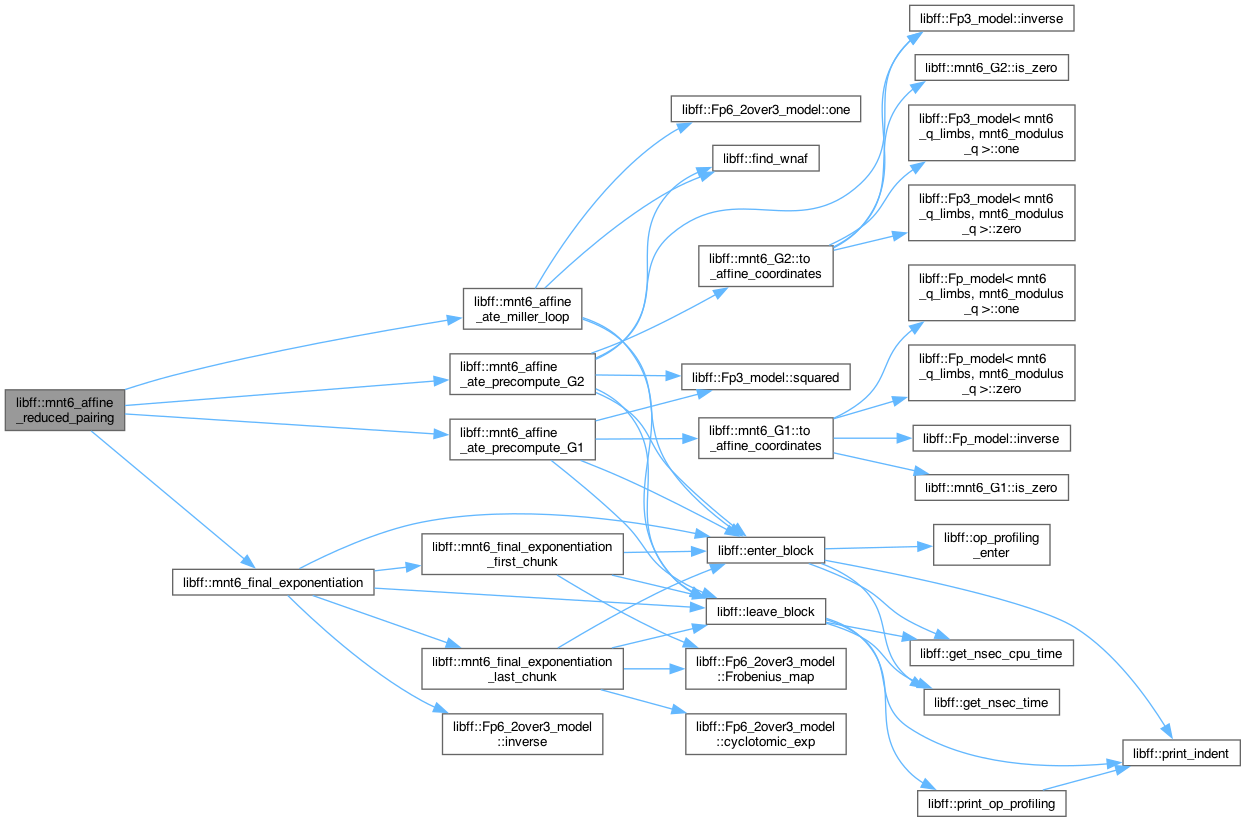 libff::Fp3_model::inverse
libff::mnt6_G2::is_zero
libff::Fp6_2over3_model::one
libff::Fp3_model< mnt6
_q_limbs, mnt6_modulus
_q >::one
libff::find_wnaf
libff::Fp3_model< mnt6
_q_limbs, mnt6_modulus
_q >::zero
libff::mnt6_G2::to
_affine_coordinates
libff::Fp_model< mnt6
_q_limbs, mnt6_modulus
_q >::one
libff::mnt6_affine
_ate_miller_loop
libff::mnt6_affine
_ate_precompute_G2
libff::Fp3_model::squared
libff::Fp_model< mnt6
_q_limbs, mnt6_modulus
_q >::zero
libff::mnt6_affine
_reduced_pairing
libff::mnt6_affine
_ate_precompute_G1
libff::mnt6_G1::to
_affine_coordinates
libff::Fp_model::inverse
libff::mnt6_G1::is_zero
libff::mnt6_final_exponentiation
_first_chunk
libff::enter_block
libff::op_profiling
_enter
libff::mnt6_final_exponentiation
libff::leave_block
libff::get_nsec_cpu_time
libff::mnt6_final_exponentiation
_last_chunk
libff::Fp6_2over3_model
::Frobenius_map
libff::get_nsec_time
libff::Fp6_2over3_model
::inverse
libff::Fp6_2over3_model
::cyclotomic_exp
libff::print_indent
libff::print_op_profiling